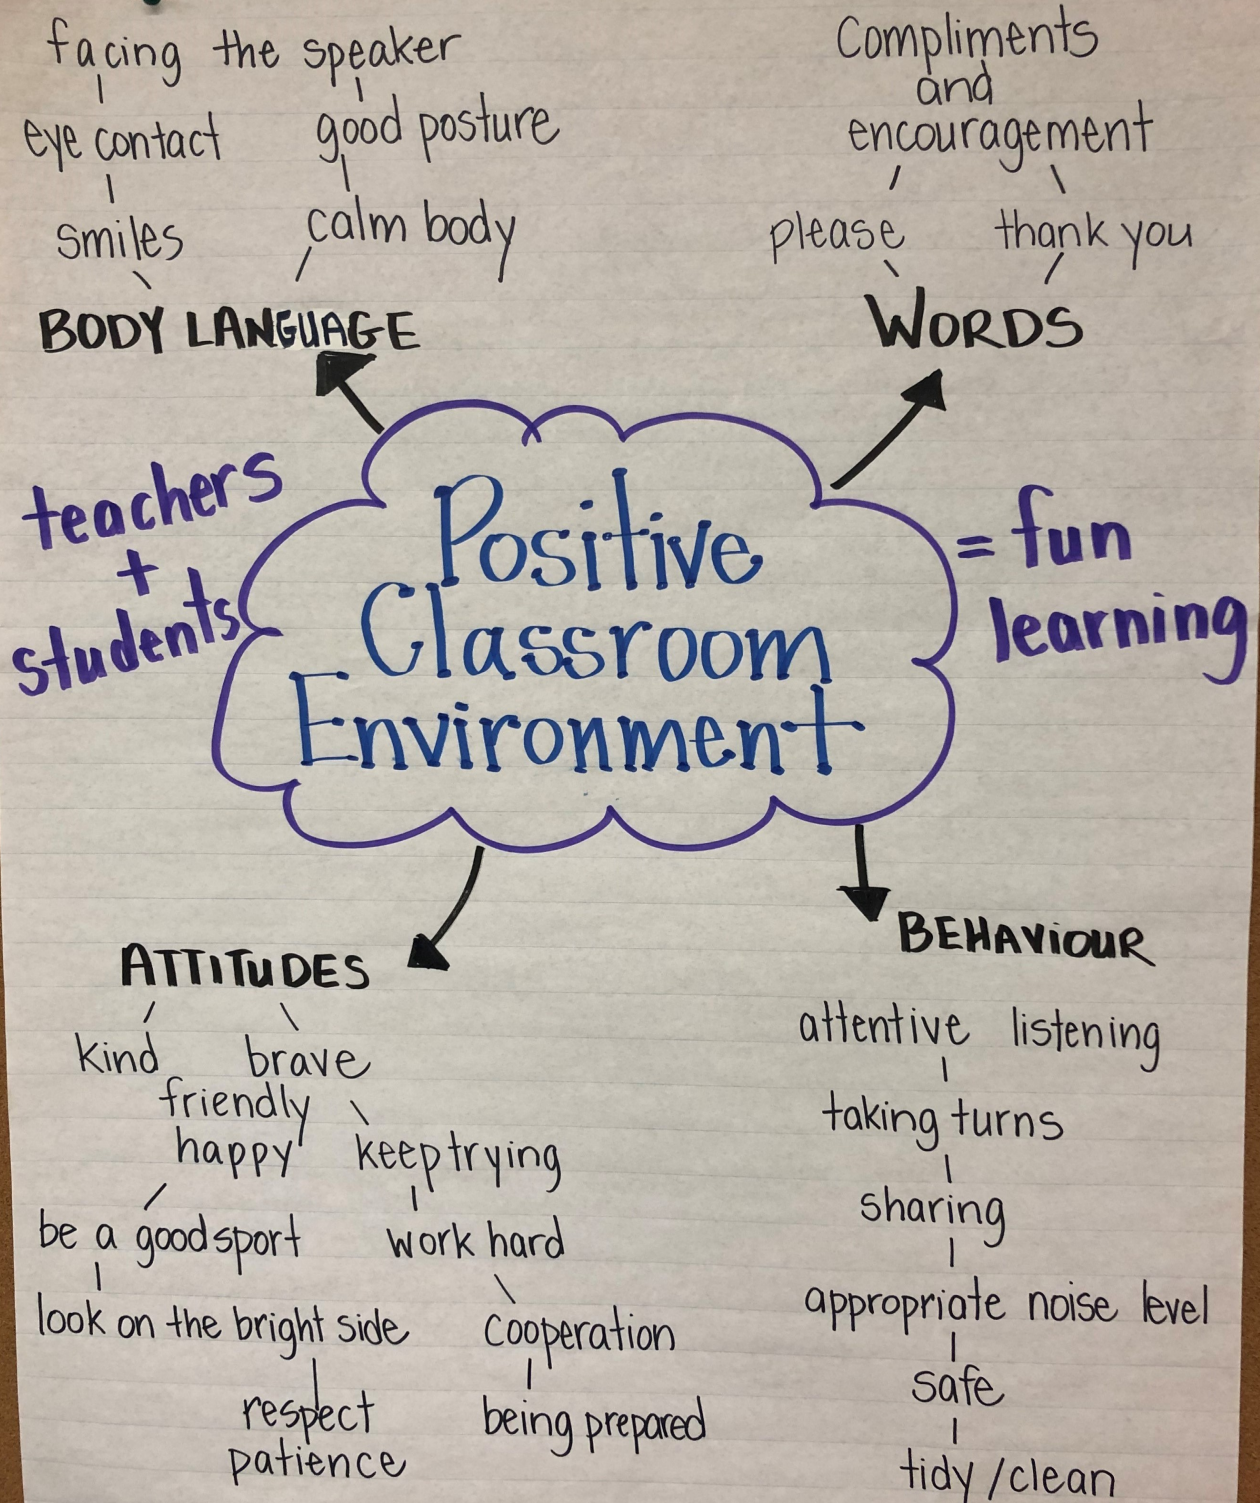 facing the speaker
eye contact
good posture
smiles
calm body
BODY LANGUAGE
Compliments
and
encouragement
please
thank you
WORDS
teachers
+
students
Positive
Classroom
Environment
= fun
learning
ATTITUDES
kind
brave
friendly
happy
keep trying
be a good sport
work hard
look on the bright side
cooperation
respect
patience
being prepared
BEHAVIOUR
attentive listening
taking turns
sharing
appropriate noise level
safe
tidy / clean